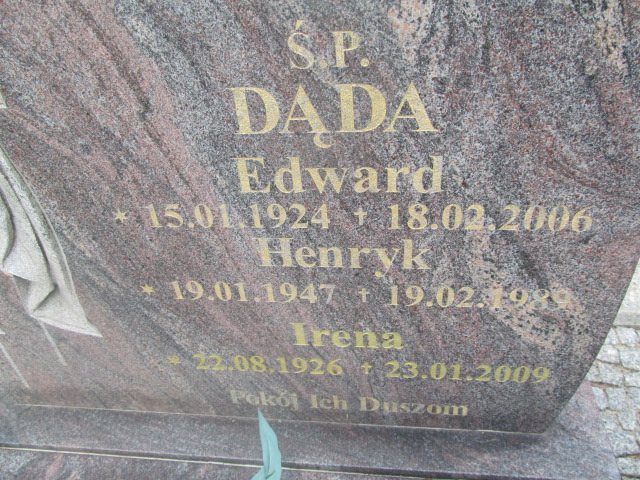 Ś.P.
DĄDA
Edward
* 15.01.1924 † 18.02.2006
Henryk
* 19.01.1947 † 19.02.1989
Irena
* 22.08.1926 † 23.01.2009
Pokój Ich Duszom